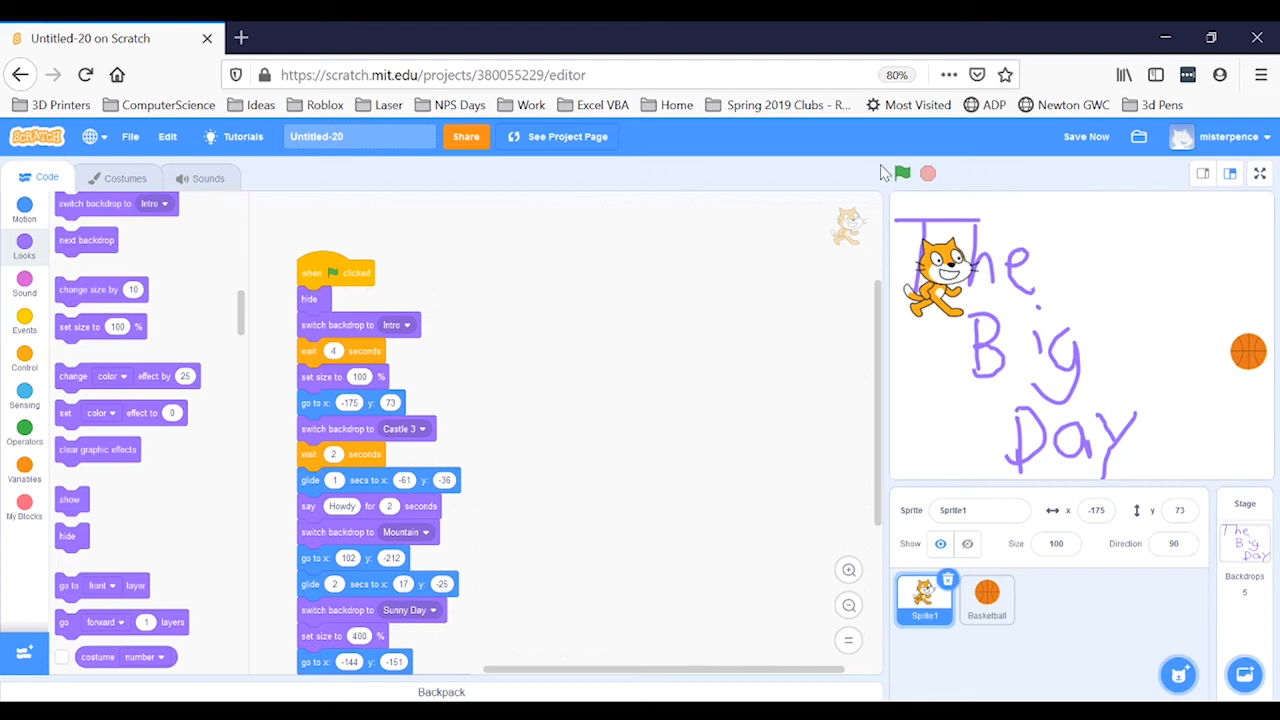 Untitled-20 on Scratch
https://scratch.mit.edu/projects/380055229/editor
80%
3D Printers ComputerScience Ideas Roblox Laser NPS Days Work Excel VBA Home Spring 2019 Clubs - R... Most Visited ADP Newton GWC 3d Pens
SCRATCH File Edit Tutorials Untitled-20 Share See Project Page Save Now misterpence
Code Costumes Sounds
Motion
Looks
Sound
Events
Control
Sensing
Operators
Variables
My Blocks
switch backdrop to Intro
next backdrop
change size by 10
set size to 100 %
change color effect by 25
set color effect to 0
clear graphic effects
show
hide
go to front layer
go forward 1 layers
costume number
when clicked
hide
switch backdrop to Intro
wait 4 seconds
set size to 100 %
go to x: -175 y: 73
switch backdrop to Castle 3
wait 2 seconds
glide 1 secs to x: -61 y: -36
say Howdy for 2 seconds
switch backdrop to Mountain
go to x: 102 y: -212
glide 2 secs to x: 17 y: -25
switch backdrop to Sunny Day
set size to 400 %
go to x: -144 y: -151
The
Big
Day
Sprite Sprite1 x -175 y 73
Show Size 100 Direction 90
Sprite1 Basketball
Stage
The
Big
Day
Backdrops
5
Backpack